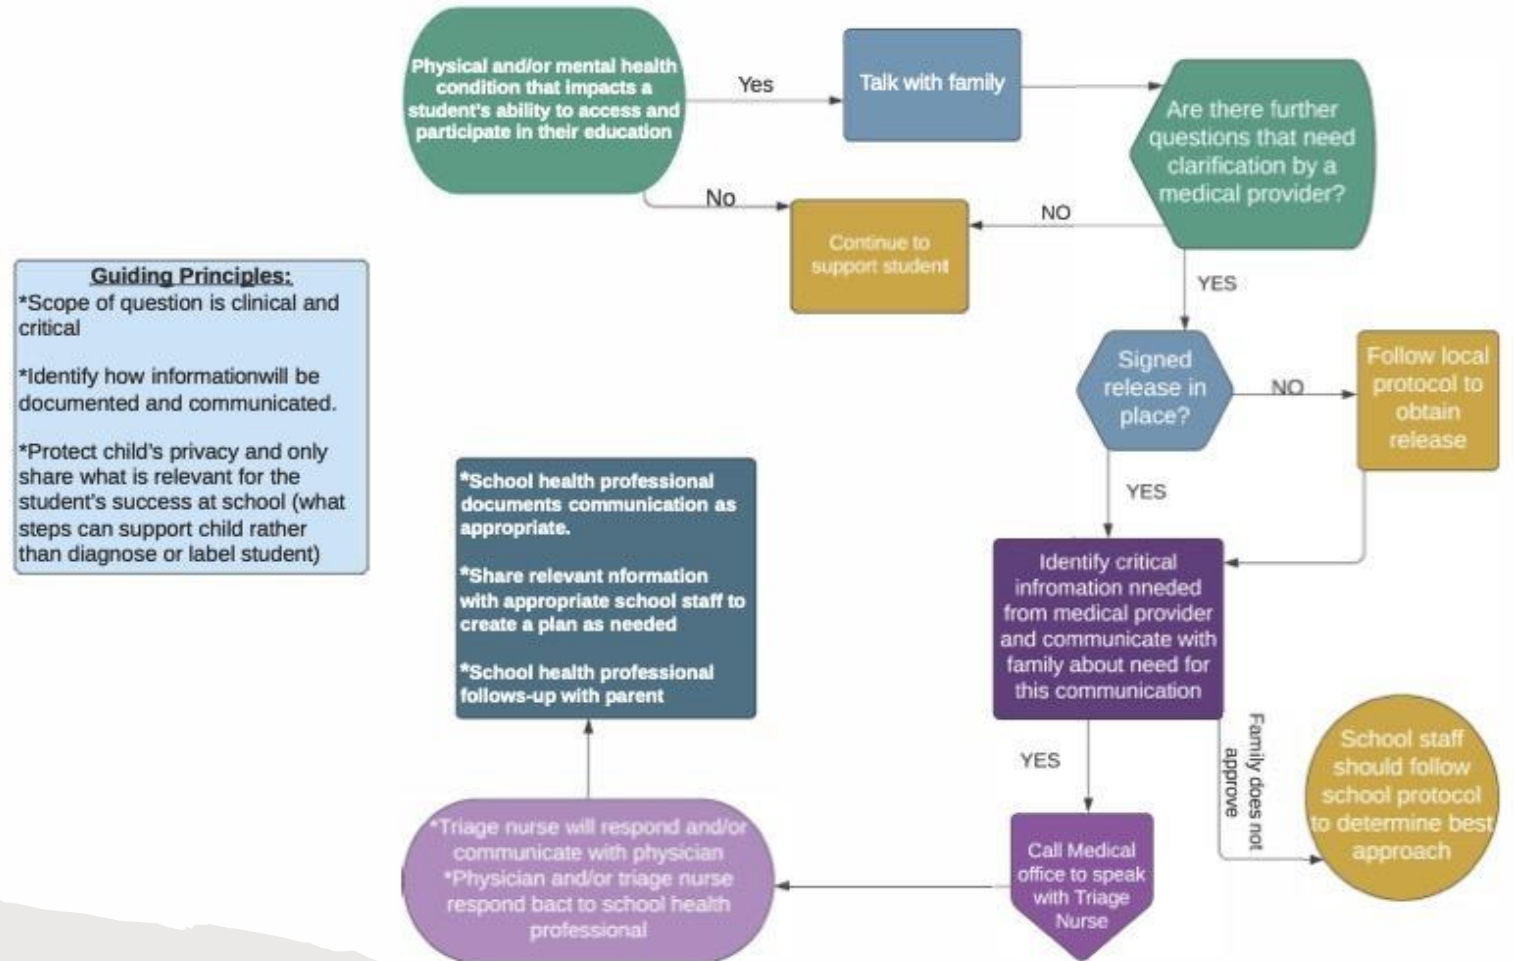 Physical and/or mental health
condition that impacts a
student's ability to access and
participate in their education
Yes
Talk with family
Are there further
questions that need
clarification by a
medical provider?
No
Continue to
support student
NO
YES
Guiding Principles:
*Scope of question is clinical and
critical
*Identify how informationwill be
documented and communicated.
*Protect child's privacy and only
share what is relevant for the
student's success at school (what
steps can support child rather
than diagnose or label student)
Signed
release in
place?
NO
Follow local
protocol to
obtain
release
YES
Identify critical
infromation nneeded
from medical provider
and communicate with
family about need for
this communication
YES
Family does not
approve
School staff
should follow
school protocol
to determine best
approach
Call Medical
office to speak
with Triage
Nurse
*Triage nurse will respond and/or
communicate with physician
*Physician and/or triage nurse
respond bact to school health
professional
*School health professional
documents communication as
appropriate.
*Share relevant nformation
with appropriate school staff to
create a plan as needed
*School health professional
follows-up with parent